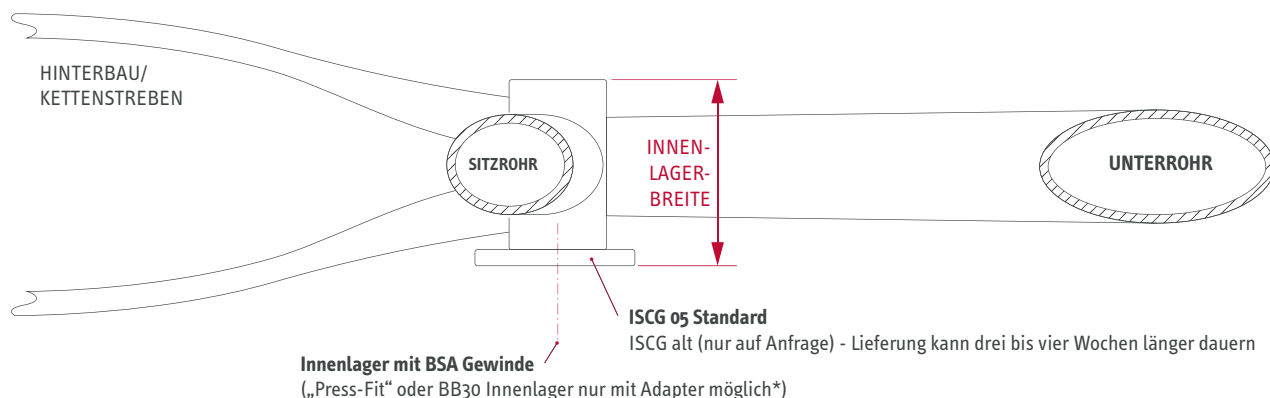 HINTERBAU/
KETTENSTREBEN
SITZROHR
INNEN-
LAGER-
BREITE
UNTERROHR
ISCG 05 Standard
ISCG alt (nur auf Anfrage) - Lieferung kann drei bis vier Wochen länger dauern
Innenlager mit BSA Gewinde
(„Press-Fit“ oder BB30 Innenlager nur mit Adapter möglich*)